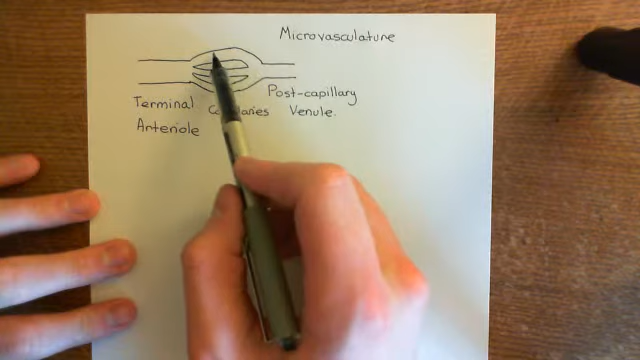 Microvasculature
Post-capillary
Terminal Venule.
Arteriole